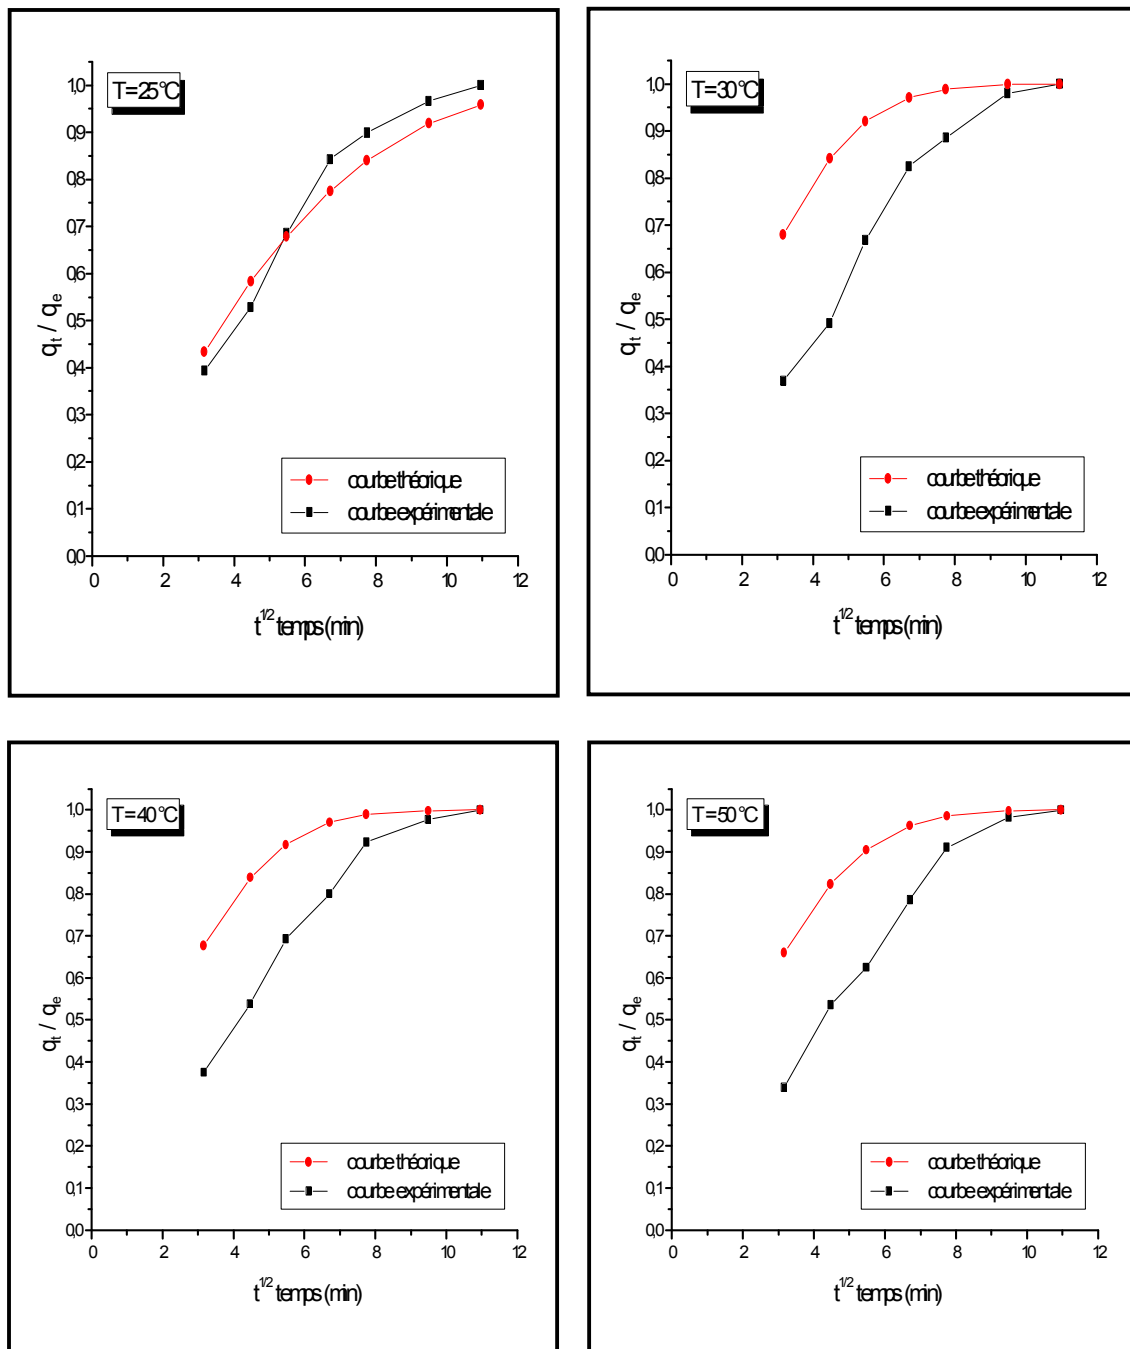 T=25°C
1,0
0,9
0,8
0,7
0,6
0,5
0,4
0,3
0,2
0,1
0,0
qt / qe
courbe théorique
courbe expérimentale
0 2 4 6 8 10 12
t1/2 temps (min)
T=30°C
1,0
0,9
0,8
0,7
0,6
0,5
0,4
0,3
0,2
0,1
0,0
qt / qe
courbe théorique
courbe expérimentale
0 2 4 6 8 10 12
t1/2 temps (min)
T=40°C
1,0
0,9
0,8
0,7
0,6
0,5
0,4
0,3
0,2
0,1
0,0
qt / qe
courbe théorique
courbe expérimentale
0 2 4 6 8 10 12
t1/2 temps (min)
T=50°C
1,0
0,9
0,8
0,7
0,6
0,5
0,4
0,3
0,2
0,1
0,0
qt / qe
courbe théorique
courbe expérimentale
0 2 4 6 8 10 12
t1/2 temps (min)